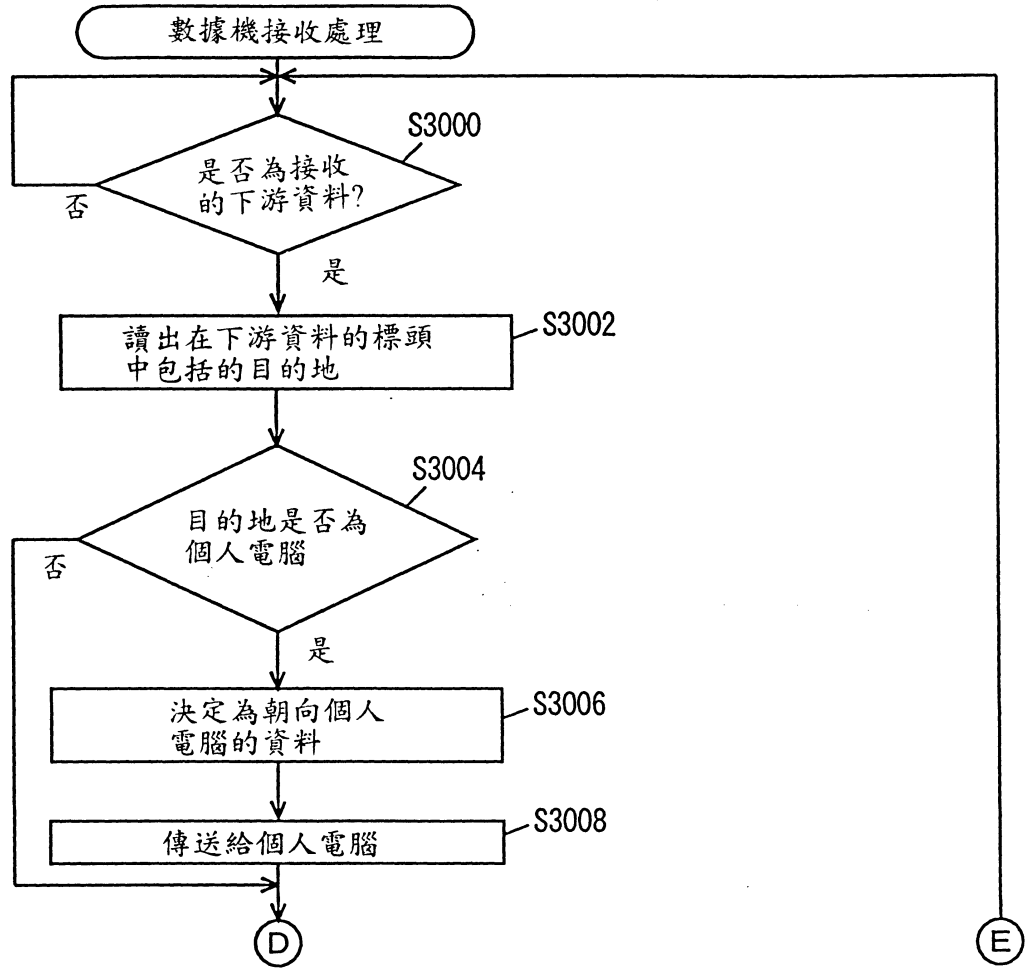 數據機接收處理
S3000
是否為接收
的下游資料?
否
是
S3002
讀出在下游資料的標頭
中包括的目的地
S3004
目的地是否為
個人電腦
否
是
S3006
決定為朝向個人
電腦的資料
S3008
傳送給個人電腦
D
E